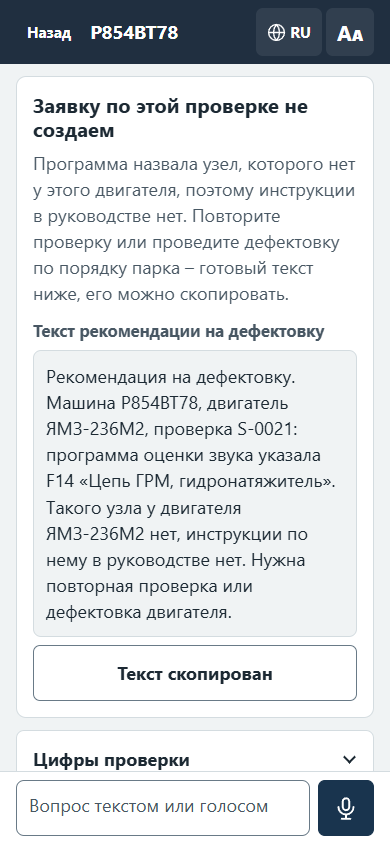 Назад P854BT78 RU Aᴀ
Заявку по этой проверке не
создаем
Программа назвала узел, которого нет
у этого двигателя, поэтому инструкции
в руководстве нет. Повторите
проверку или проведите дефектовку
по порядку парка – готовый текст
ниже, его можно скопировать.
Текст рекомендации на дефектовку
Рекомендация на дефектовку.
Машина P854BT78, двигатель
ЯМЗ-236М2, проверка S-0021:
программа оценки звука указала
F14 «Цепь ГРМ, гидронатяжитель».
Такого узла у двигателя
ЯМЗ-236М2 нет, инструкции по
нему в руководстве нет. Нужна
повторная проверка или
дефектовка двигателя.
Текст скопирован
Цифры проверки
Вопрос текстом или голосом